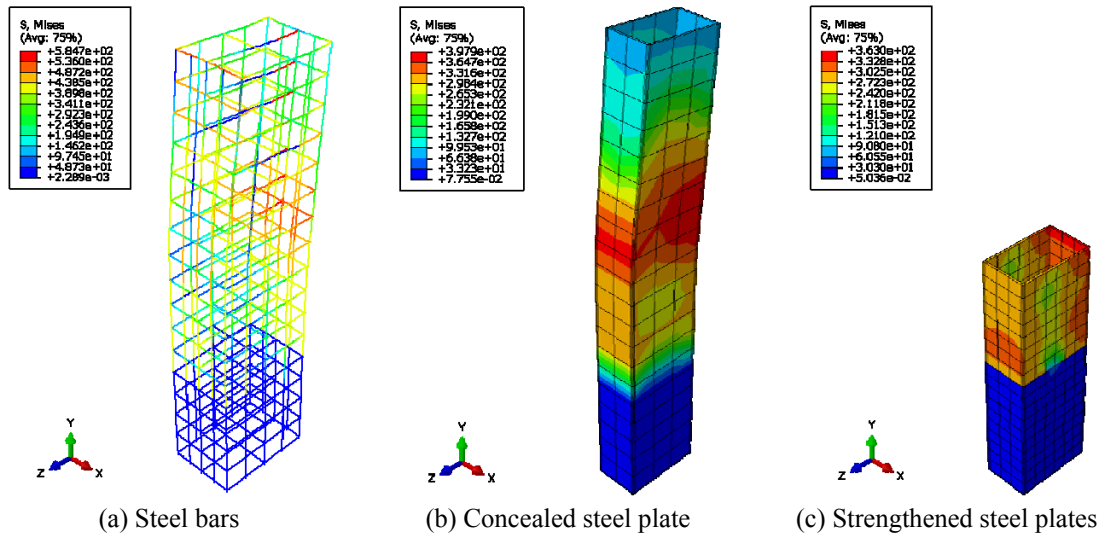 S, Mises
(Avg: 75%)
+5.847e+02
+5.360e+02
+4.872e+02
+4.385e+02
+3.898e+02
+3.411e+02
+2.923e+02
+2.436e+02
+1.949e+02
+1.462e+02
+9.745e+01
+4.873e+01
+2.289e-03
Y
Z
X
(a) Steel bars
S, Mises
(Avg: 75%)
+3.979e+02
+3.647e+02
+3.316e+02
+2.984e+02
+2.653e+02
+2.321e+02
+1.990e+02
+1.658e+02
+1.327e+02
+9.953e+01
+6.638e+01
+3.323e+01
+7.755e-02
Y
Z
X
(b) Concealed steel plate
S, Mises
(Avg: 75%)
+3.630e+02
+3.328e+02
+3.025e+02
+2.723e+02
+2.420e+02
+2.118e+02
+1.815e+02
+1.513e+02
+1.210e+02
+9.080e+01
+6.055e+01
+3.030e+01
+5.036e-02
Y
Z
X
(c) Strengthened steel plates